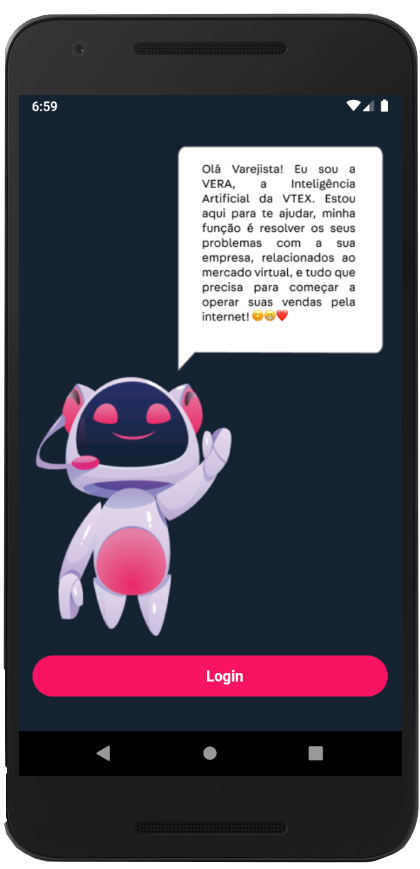 6:59
Olá Varejista! Eu sou a
VERA, a Inteligência
Artificial da VTEX. Estou
aqui para te ajudar, minha
função é resolver os seus
problemas com a sua
empresa, relacionados ao
mercado virtual, e tudo que
precisa para começar a
operar suas vendas pela
internet! 😊😁❤️
Login